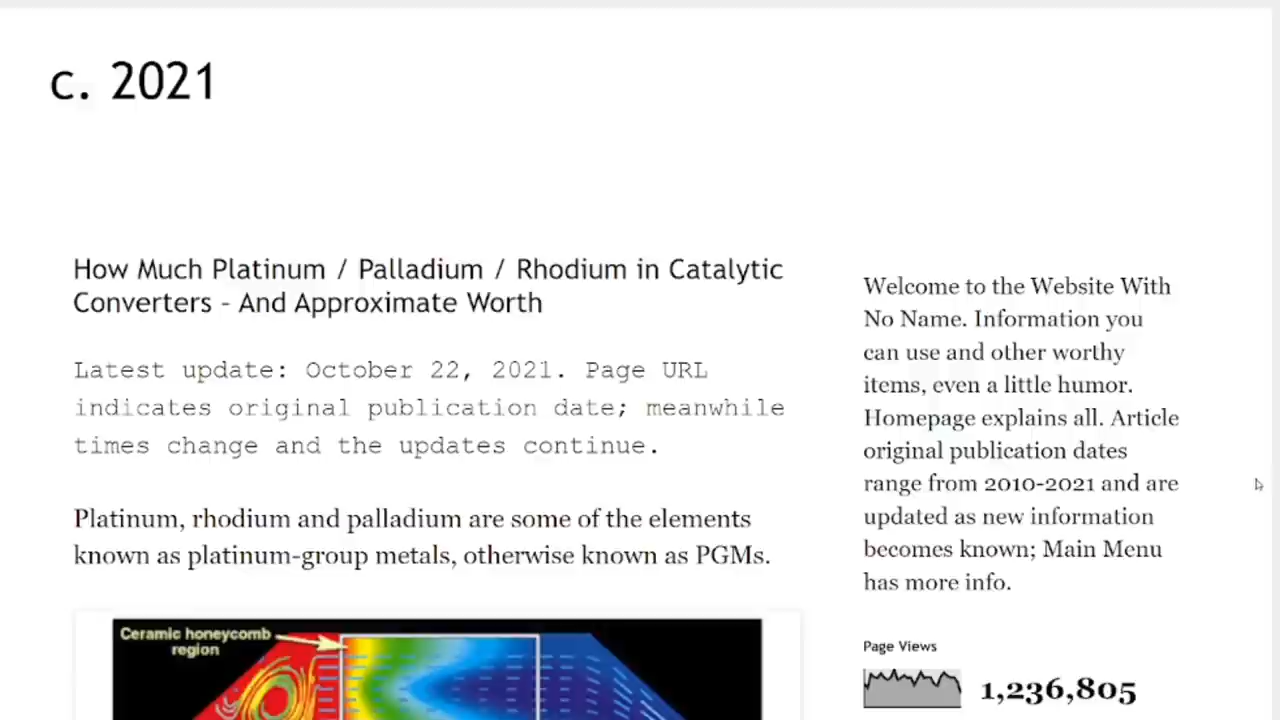 c. 2021
How Much Platinum / Palladium / Rhodium in Catalytic
Converters - And Approximate Worth
Latest update: October 22, 2021. Page URL
indicates original publication date; meanwhile
times change and the updates continue.
Platinum, rhodium and palladium are some of the elements
known as platinum-group metals, otherwise known as PGMs.
Ceramic honeycomb
region
Welcome to the Website With
No Name. Information you
can use and other worthy
items, even a little humor.
Homepage explains all. Article
original publication dates
range from 2010-2021 and are
updated as new information
becomes known; Main Menu
has more info.
Page Views
1,236,805